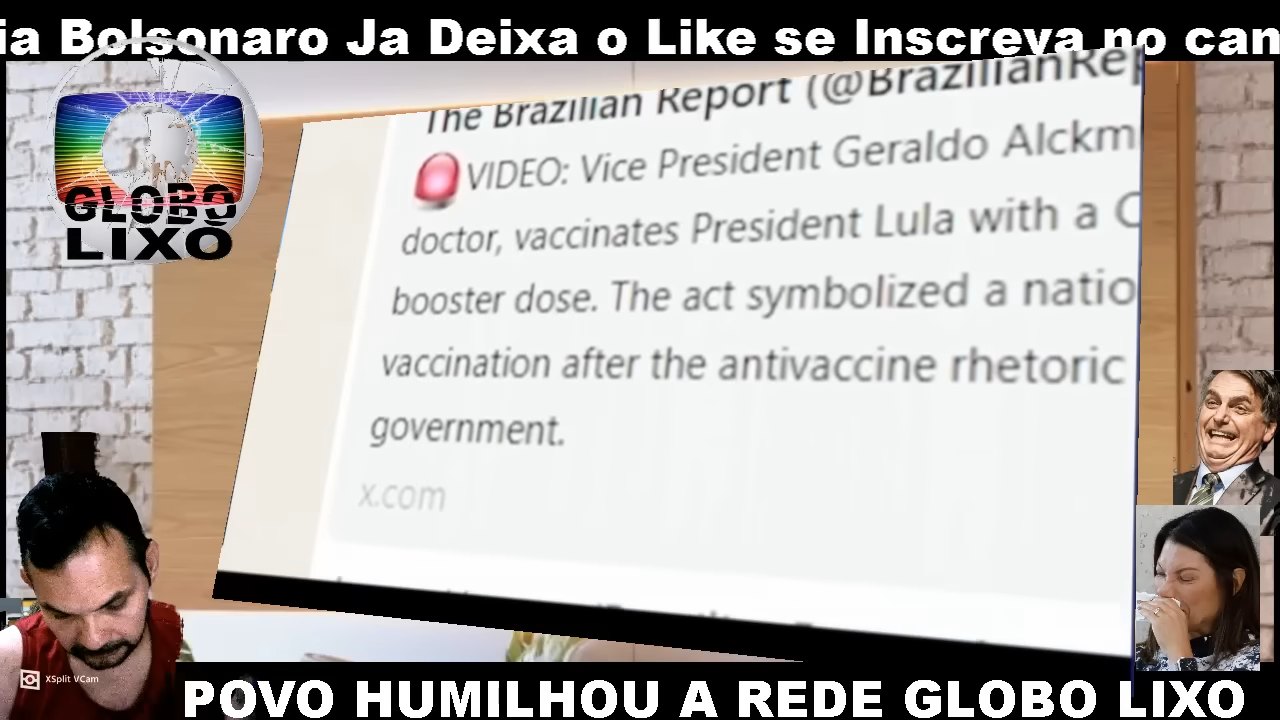 ia Bolsonaro Ja Deixa o Like se Inscreva no can
GLOBO
LIXO
The Brazilian Report (@BrazilianRep
VIDEO: Vice President Geraldo Alckm
doctor, vaccinates President Lula with a C
booster dose. The act symbolized a natio
vaccination after the antivaccine rhetoric
government.
x.com
XSplit VCam
POVO HUMILHOU A REDE GLOBO LIXO